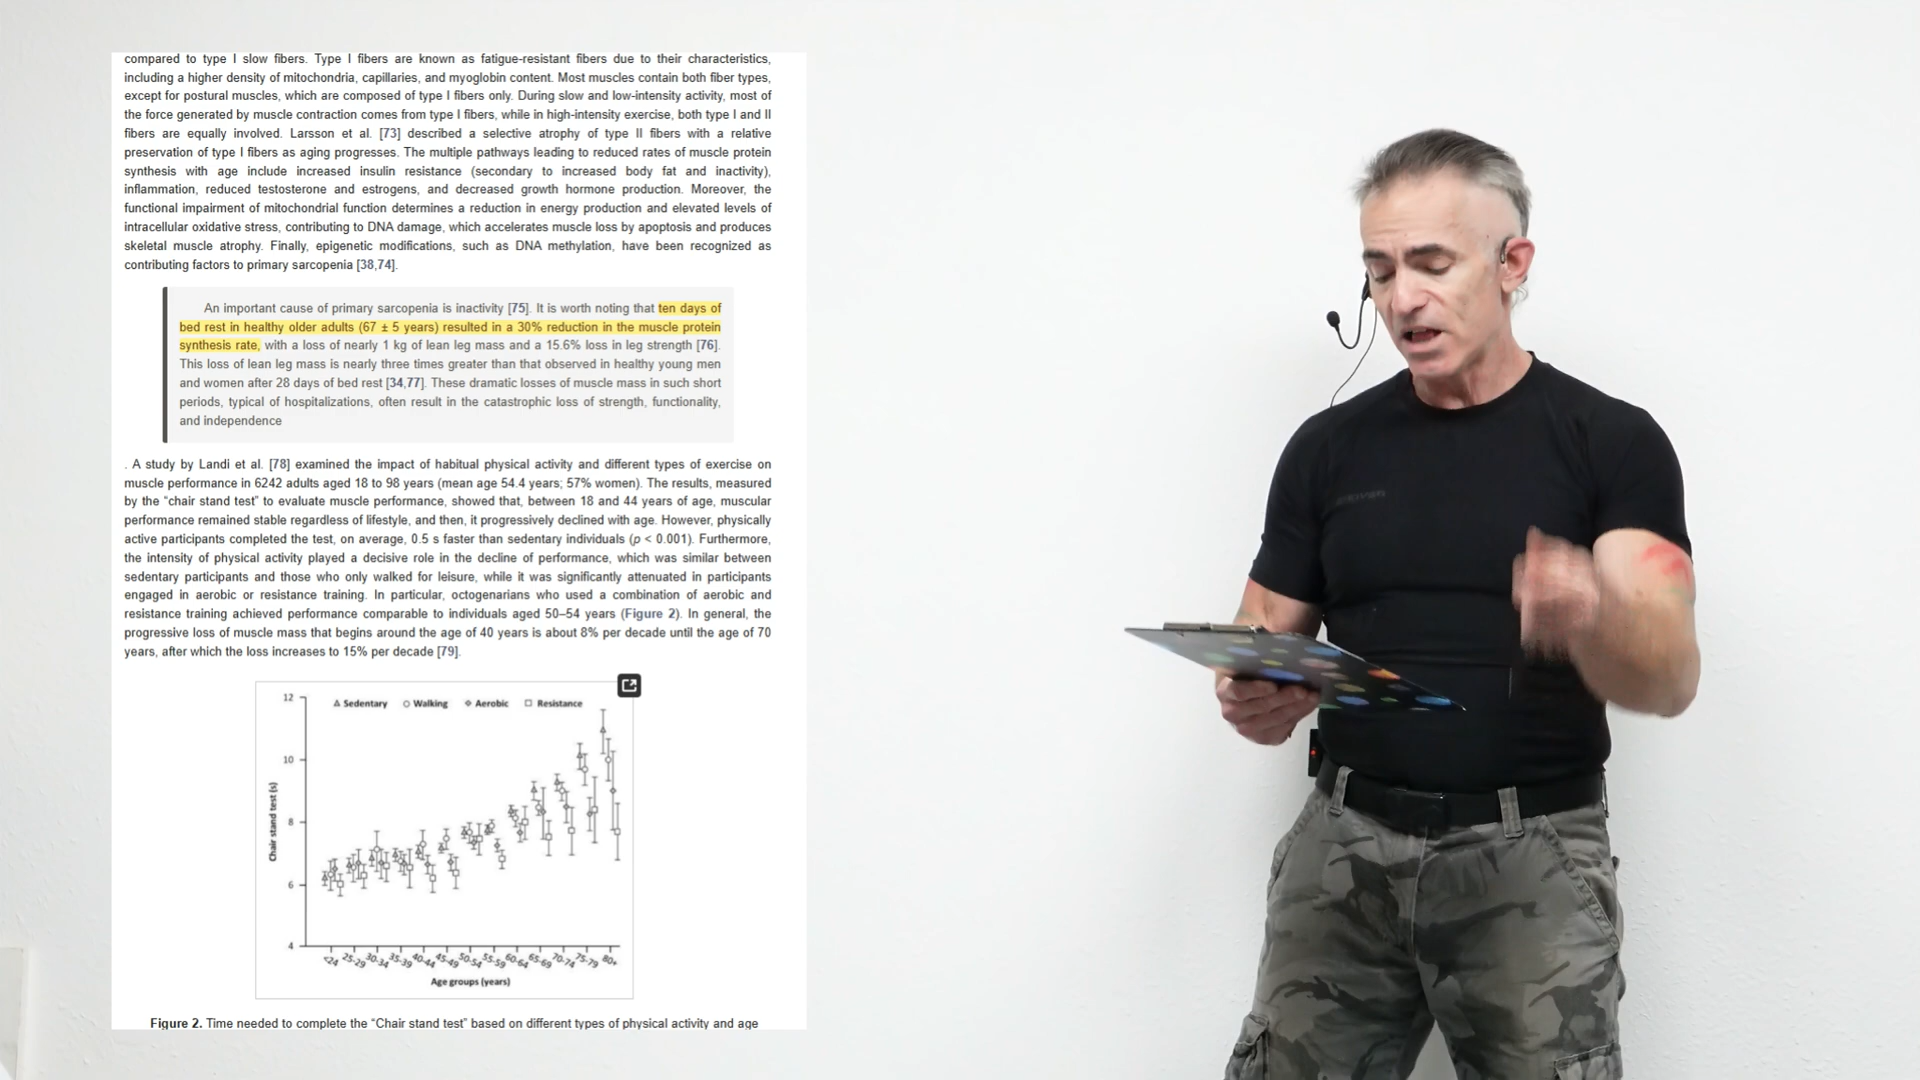 compared to type I slow fibers. Type I fibers are known as fatigue-resistant fibers due to their characteristics,
including a higher density of mitochondria, capillaries, and myoglobin content. Most muscles contain both fiber types,
except for postural muscles, which are composed of type I fibers only. During slow and low-intensity activity, most of
the force generated by muscle contraction comes from type I fibers, while in high-intensity exercise, both type I and II
fibers are equally involved. Larsson et al. [73] described a selective atrophy of type II fibers with a relative
preservation of type I fibers as aging progresses. The multiple pathways leading to reduced rates of muscle protein
synthesis with age include increased insulin resistance (secondary to increased body fat and inactivity),
inflammation, reduced testosterone and estrogens, and decreased growth hormone production. Moreover, the
functional impairment of mitochondrial function determines a reduction in energy production and elevated levels of
intracellular oxidative stress, contributing to DNA damage, which accelerates muscle loss by apoptosis and produces
skeletal muscle atrophy. Finally, epigenetic modifications, such as DNA methylation, have been recognized as
contributing factors to primary sarcopenia [38,74].
An important cause of primary sarcopenia is inactivity [75]. It is worth noting that ten days of
bed rest in healthy older adults (67 ± 5 years) resulted in a 30% reduction in the muscle protein
synthesis rate, with a loss of nearly 1 kg of lean leg mass and a 15.6% loss in leg strength [76].
This loss of lean leg mass is nearly three times greater than that observed in healthy young men
and women after 28 days of bed rest [34,77]. These dramatic losses of muscle mass in such short
periods, typical of hospitalizations, often result in the catastrophic loss of strength, functionality,
and independence
. A study by Landi et al. [78] examined the impact of habitual physical activity and different types of exercise on
muscle performance in 6242 adults aged 18 to 98 years (mean age 54.4 years; 57% women). The results, measured
by the “chair stand test” to evaluate muscle performance, showed that, between 18 and 44 years of age, muscular
performance remained stable regardless of lifestyle, and then, it progressively declined with age. However, physically
active participants completed the test, on average, 0.5 s faster than sedentary individuals (p < 0.001). Furthermore,
the intensity of physical activity played a decisive role in the decline of performance, which was similar between
sedentary participants and those who only walked for leisure, while it was significantly attenuated in participants
engaged in aerobic or resistance training. In particular, octogenarians who used a combination of aerobic and
resistance training achieved performance comparable to individuals aged 50–54 years (Figure 2). In general, the
progressive loss of muscle mass that begins around the age of 40 years is about 8% per decade until the age of 70
years, after which the loss increases to 15% per decade [79].
Sedentary Walking Aerobic Resistance
12
10
8
6
4
Chair stand test (s)
<24 25-29 30-34 35-39 40-44 45-49 50-54 55-59 60-64 65-69 70-74 75-79 80+
Age groups (years)
Figure 2. Time needed to complete the “Chair stand test” based on different types of physical activity and age